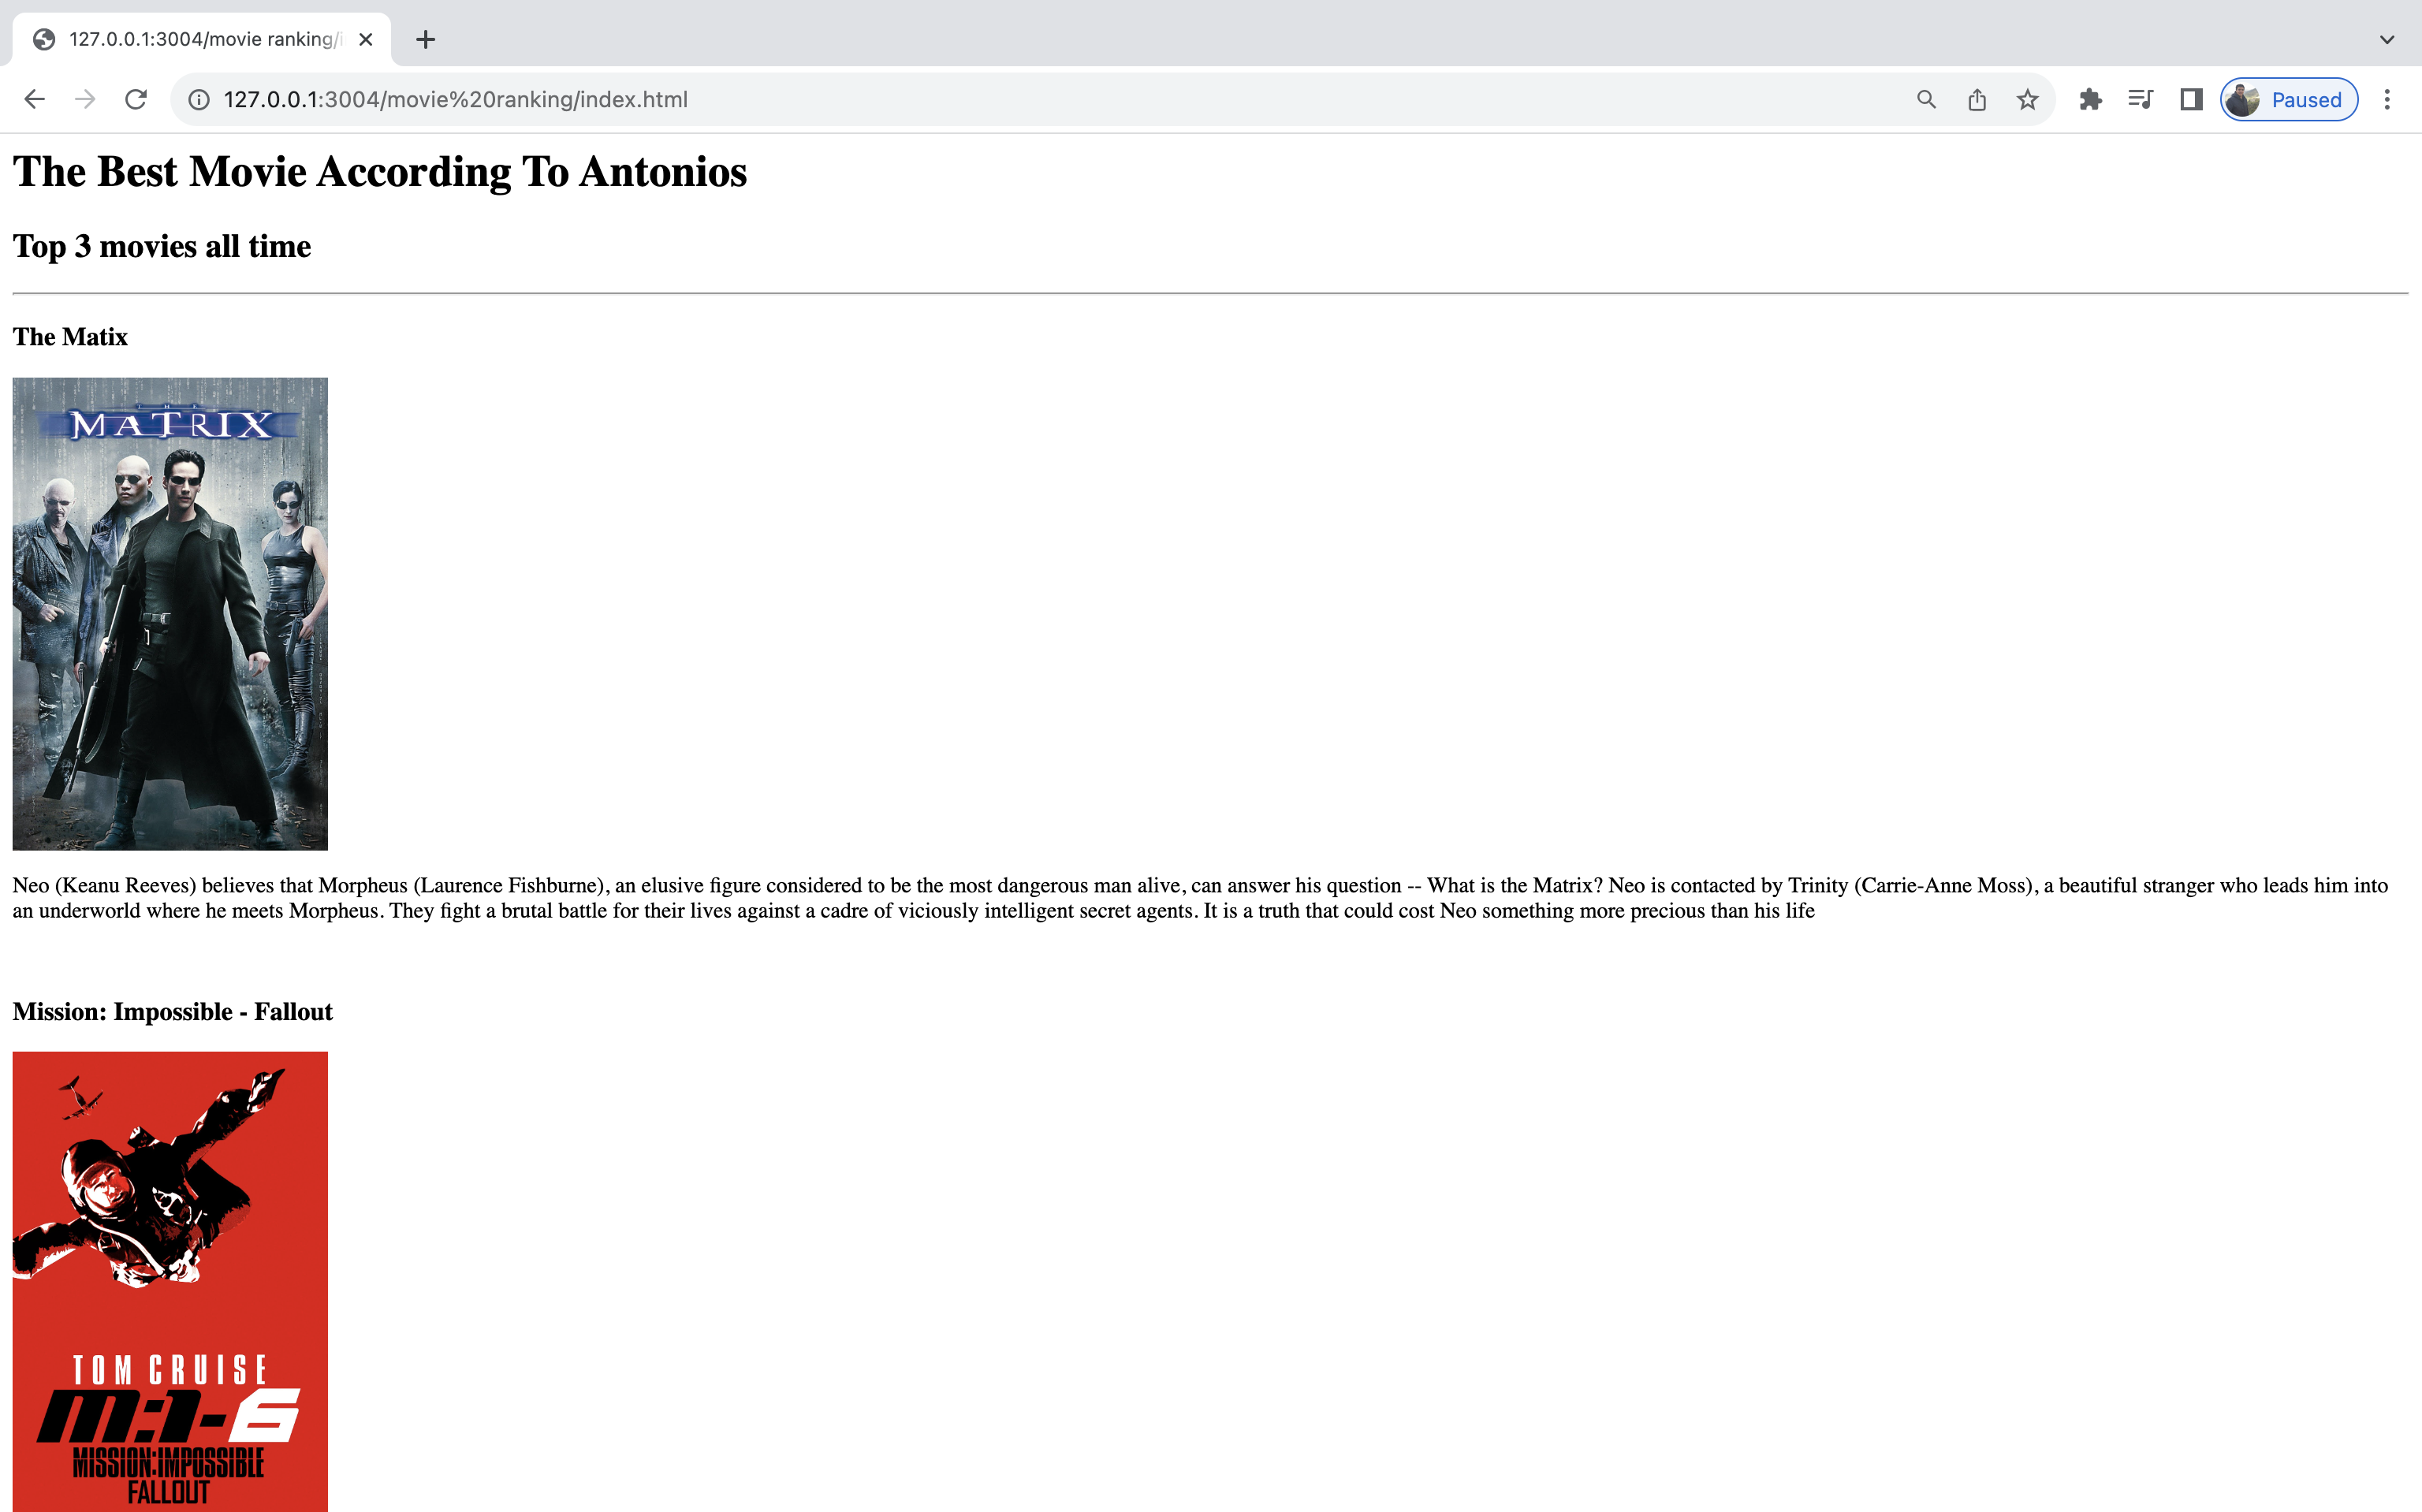 127.0.0.1:3004/movie ranking/i
127.0.0.1:3004/movie%20ranking/index.html
Paused
The Best Movie According To Antonios
Top 3 movies all time
The Matix
THE
MATRIX
Neo (Keanu Reeves) believes that Morpheus (Laurence Fishburne), an elusive figure considered to be the most dangerous man alive, can answer his question -- What is the Matrix? Neo is contacted by Trinity (Carrie-Anne Moss), a beautiful stranger who leads him into
an underworld where he meets Morpheus. They fight a brutal battle for their lives against a cadre of viciously intelligent secret agents. It is a truth that could cost Neo something more precious than his life
Mission: Impossible - Fallout
TOM CRUISE
M:I-6
MISSION:IMPOSSIBLE
FALLOUT